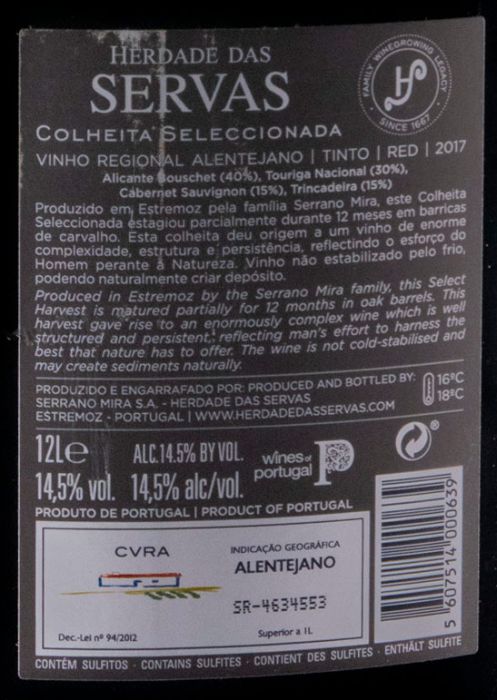 HERDADE DAS
SERVAS
COLHEITA SELECCIONADA
FAMILY WINEGROWING LEGACY
SINCE 1667
VINHO REGIONAL ALENTEJANO | TINTO | RED | 2017
Alicante Bouschet (40%), Touriga Nacional (30%),
Cabernet Sauvignon (15%), Trincadeira (15%)
Produzido em Estremoz pela família Serrano Mira, este Colheita
Seleccionada estagiou parcialmente durante 12 meses em barricas
de carvalho. Esta colheita deu origem a um vinho de enorme
complexidade, estrutura e persistência, reflectindo o esforço do
Homem perante a Natureza. Vinho não estabilizado pelo frio,
podendo naturalmente criar depósito.
Produced in Estremoz by the Serrano Mira family, this Select
Harvest is matured partially for 12 months in oak barrels. This
harvest gave rise to an enormously complex wine which is well
structured and persistent, reflecting man's effort to harness the
best that nature has to offer. The wine is not cold-stabilised and
may create sediments naturally.
PRODUZIDO E ENGARRAFADO POR: PRODUCED AND BOTTLED BY:
SERRANO MIRA S.A. - HERDADE DAS SERVAS
ESTREMOZ - PORTUGAL | WWW.HERDADEDASSERVAS.COM
16ºC
18ºC
12L℮ ALC.14.5% BY VOL.
14,5% vol. 14,5% alc/vol.
wines of
portugal
PRODUTO DE PORTUGAL | PRODUCT OF PORTUGAL
CVRA
INDICAÇÃO GEOGRÁFICA
ALENTEJANO
SR-4634553
Dec.-Lei nº 94/2012
Superior a 1L
5 607514 000639
CONTÉM SULFITOS - CONTAINS SULFITES - CONTIENT DES SULFITES - ENTHÄLT SULFITE